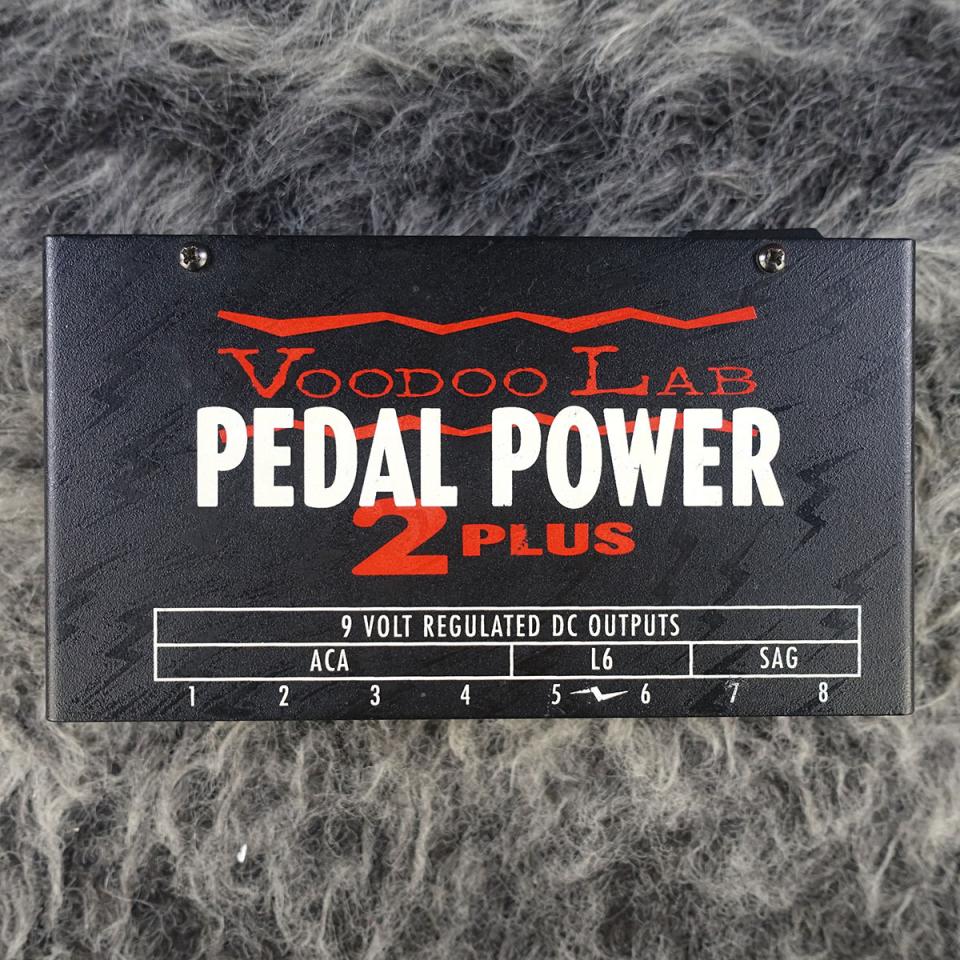 VOODOO LAB
PEDAL POWER
2 PLUS
9 VOLT REGULATED DC OUTPUTS
ACA L6 SAG
1 2 3 4 5 6 7 8